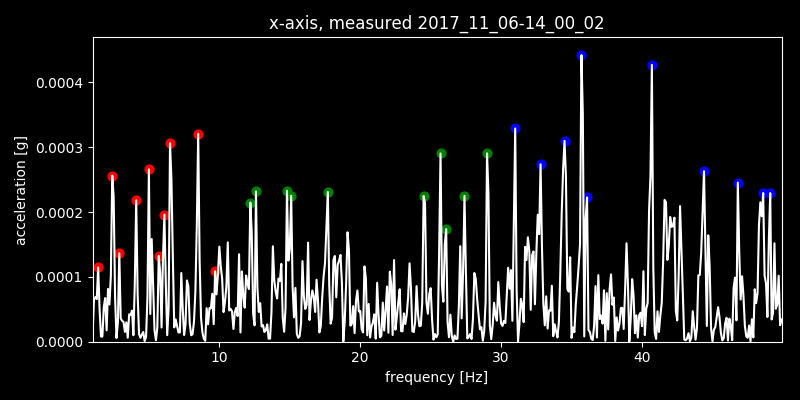 x-axis, measured 2017_11_06-14_00_02
acceleration [g]
0.0004
0.0003
0.0002
0.0001
0.0000
10 20 30 40
frequency [Hz]